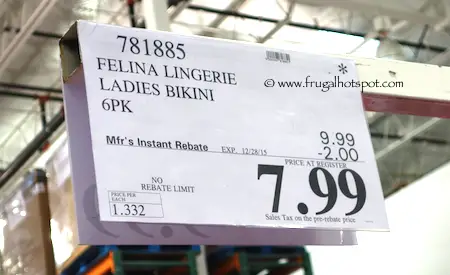 781885
© www.frugalhotspot.com
*
FELINA LINGERIE
LADIES BIKINI
6PK
9.99
Mfr's Instant Rebate EXP. 12/28/15 -2.00
PRICE AT REGISTER
NO
REBATE LIMIT
7.99
PRICE PER
EACH
1.332
Sales Tax on the pre-rebate price